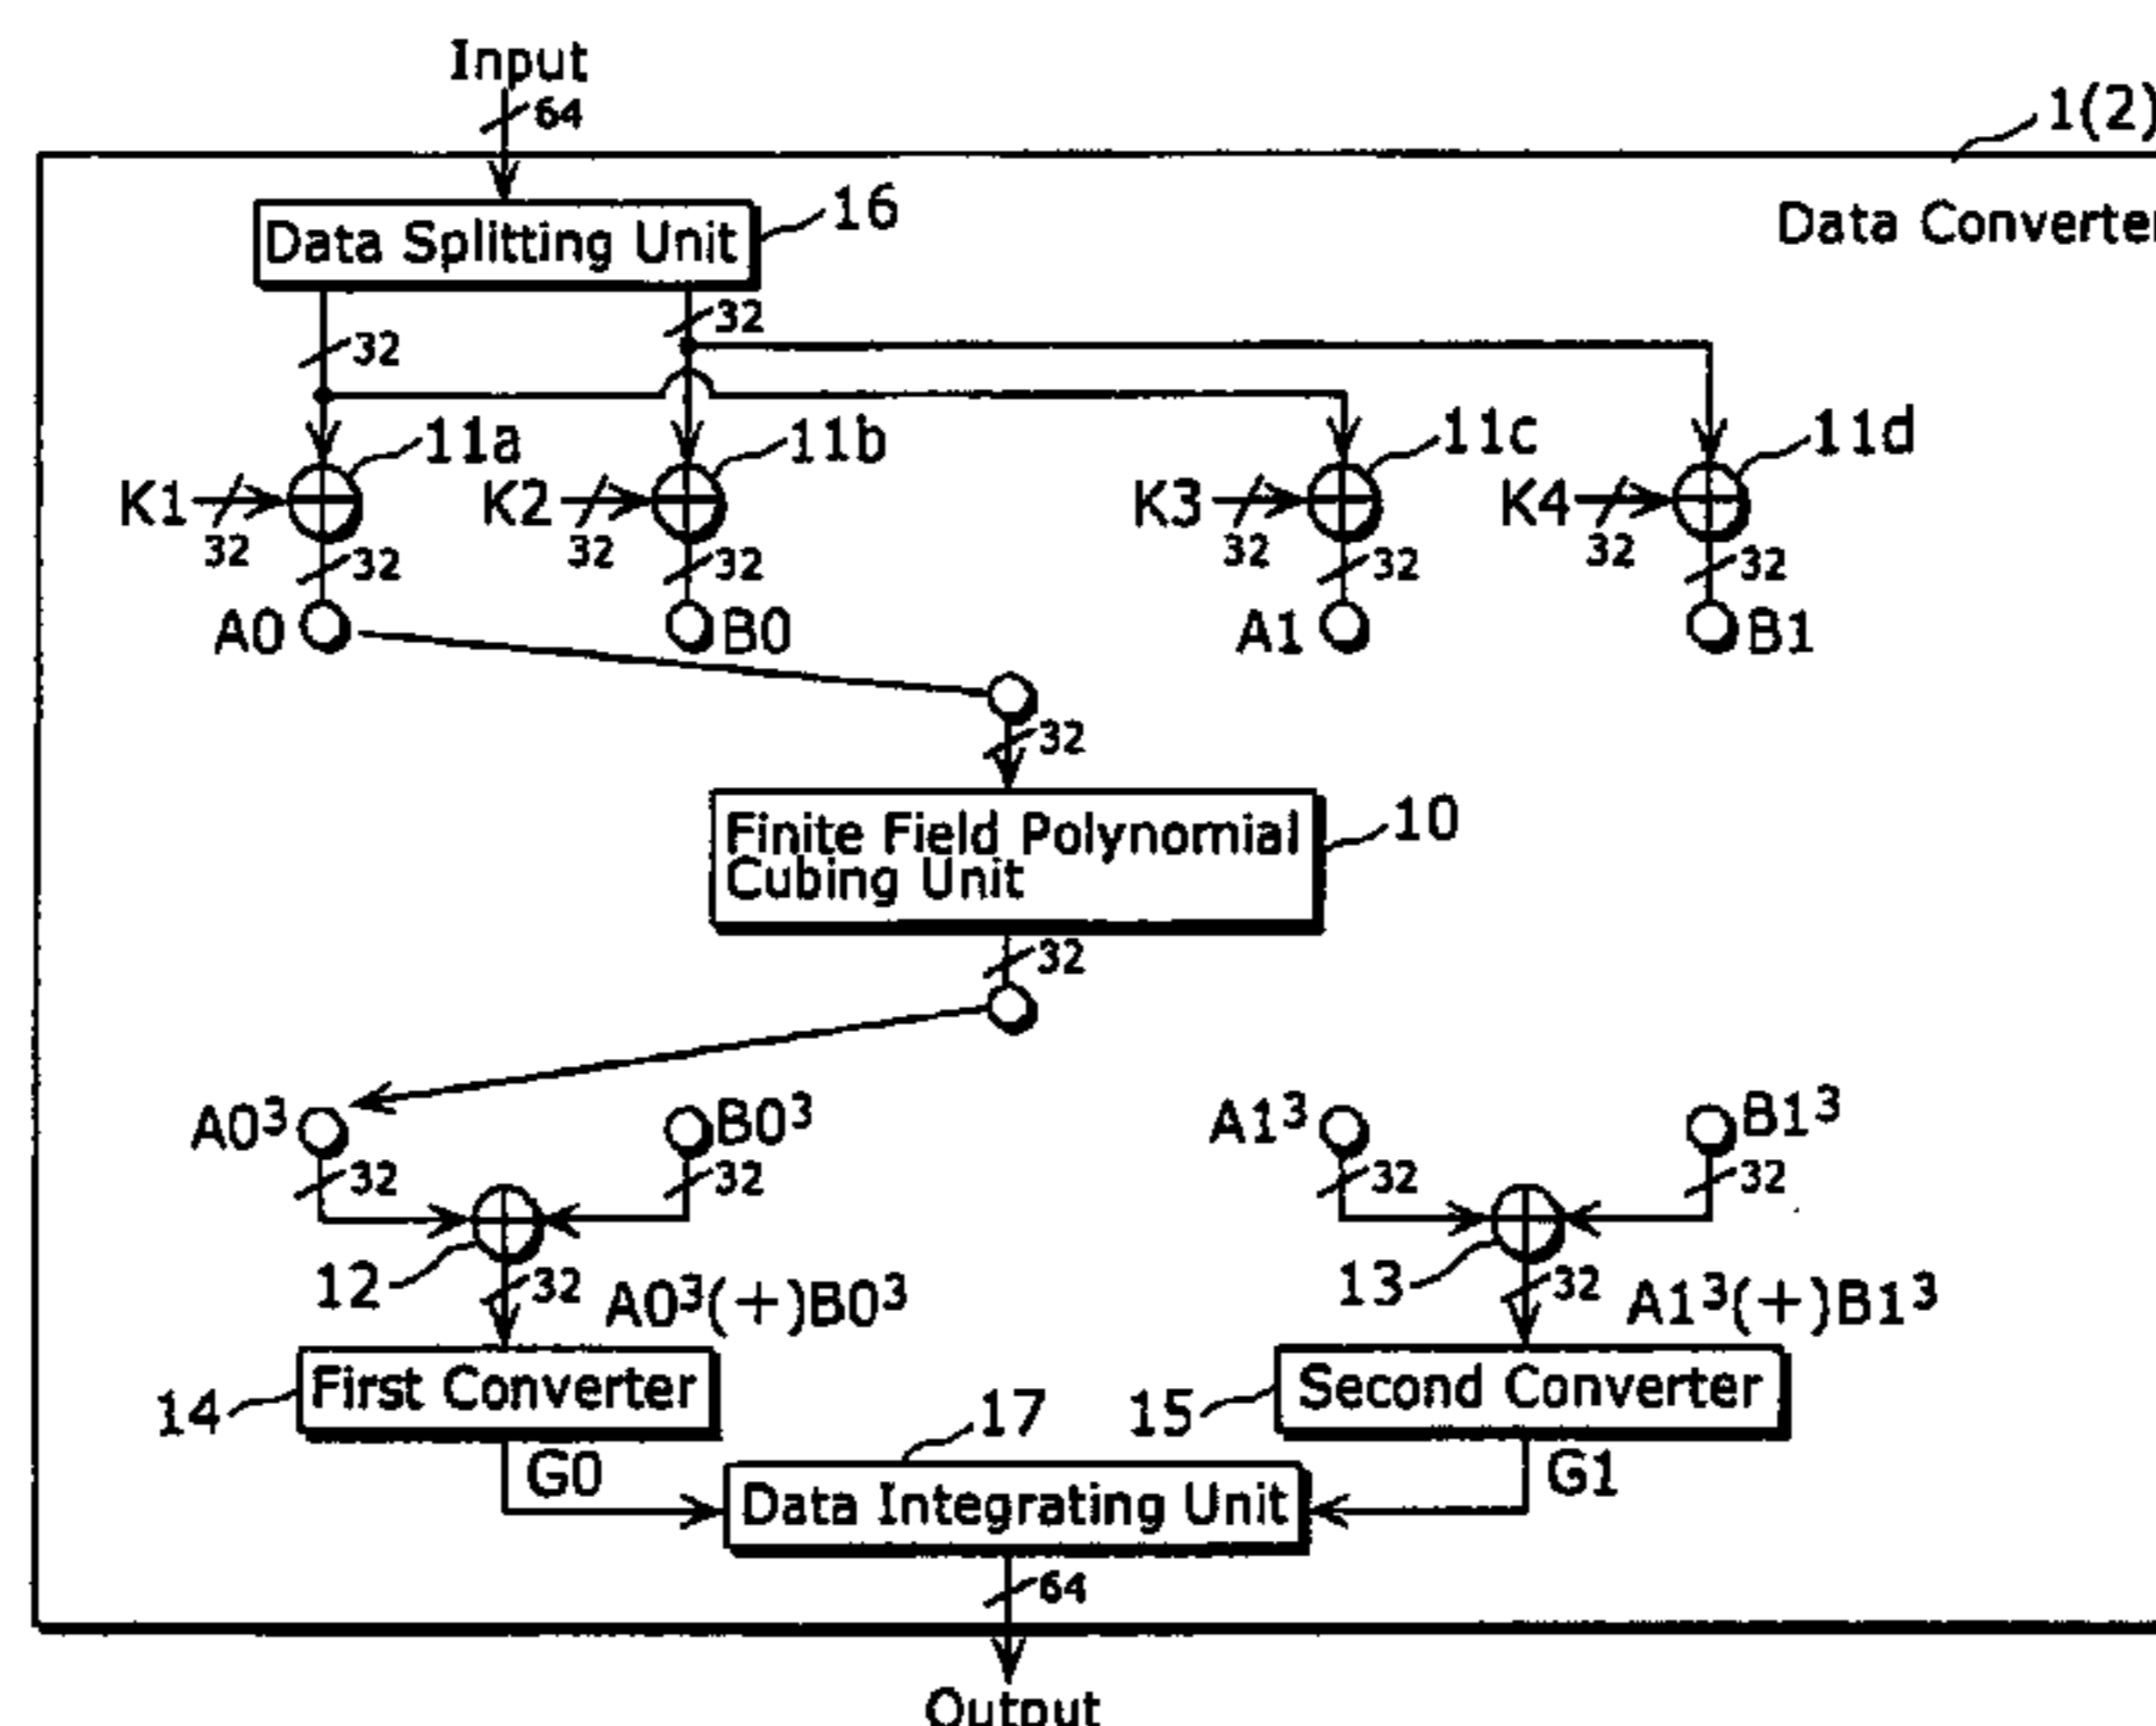 Input
64
1(2)
Data Converter
Data Splitting Unit
16
32
32
11a
11b
11c
11d
K1
32
K2
32
K3
32
K4
32
32
32
32
32
A0
B0
A1
B1
32
Finite Field Polynomial
Cubing Unit
10
32
A0³
B0³
A1³
B1³
32
32
32
32
12
32
A0³(+)B0³
13
32
A1³(+)B1³
First Converter
14
17
15
Second Converter
G0
G1
Data Integrating Unit
64
Output